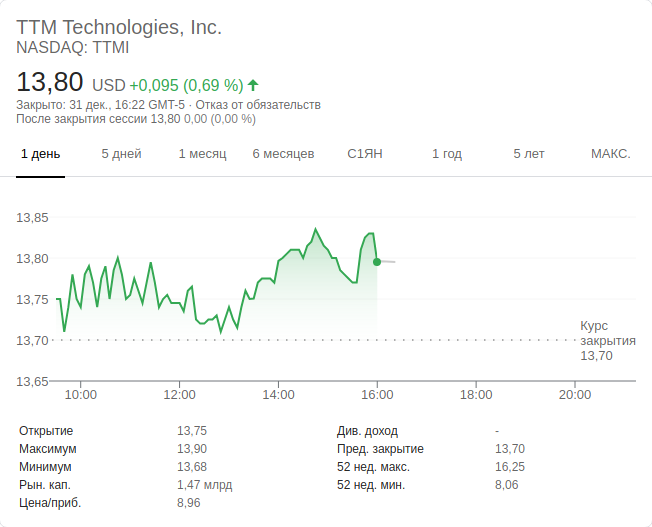 TTM Technologies, Inc.
NASDAQ: TTMI
13,80 USD +0,095 (0,69 %)
Закрыто: 31 дек., 16:22 GMT-5 · Отказ от обязательств
После закрытия сессии 13,80 0,00 (0,00 %)
1 день 5 дней 1 месяц 6 месяцев С1ЯН 1 год 5 лет МАКС.
13,85
13,80
13,75
13,70
13,65
Курс
закрытия
13,70
10:00 12:00 14:00 16:00 18:00 20:00
Открытие 13,75 Див. доход -
Максимум 13,90 Пред. закрытие 13,70
Минимум 13,68 52 нед. макс. 16,25
Рын. кап. 1,47 млрд 52 нед. мин. 8,06
Цена/приб. 8,96